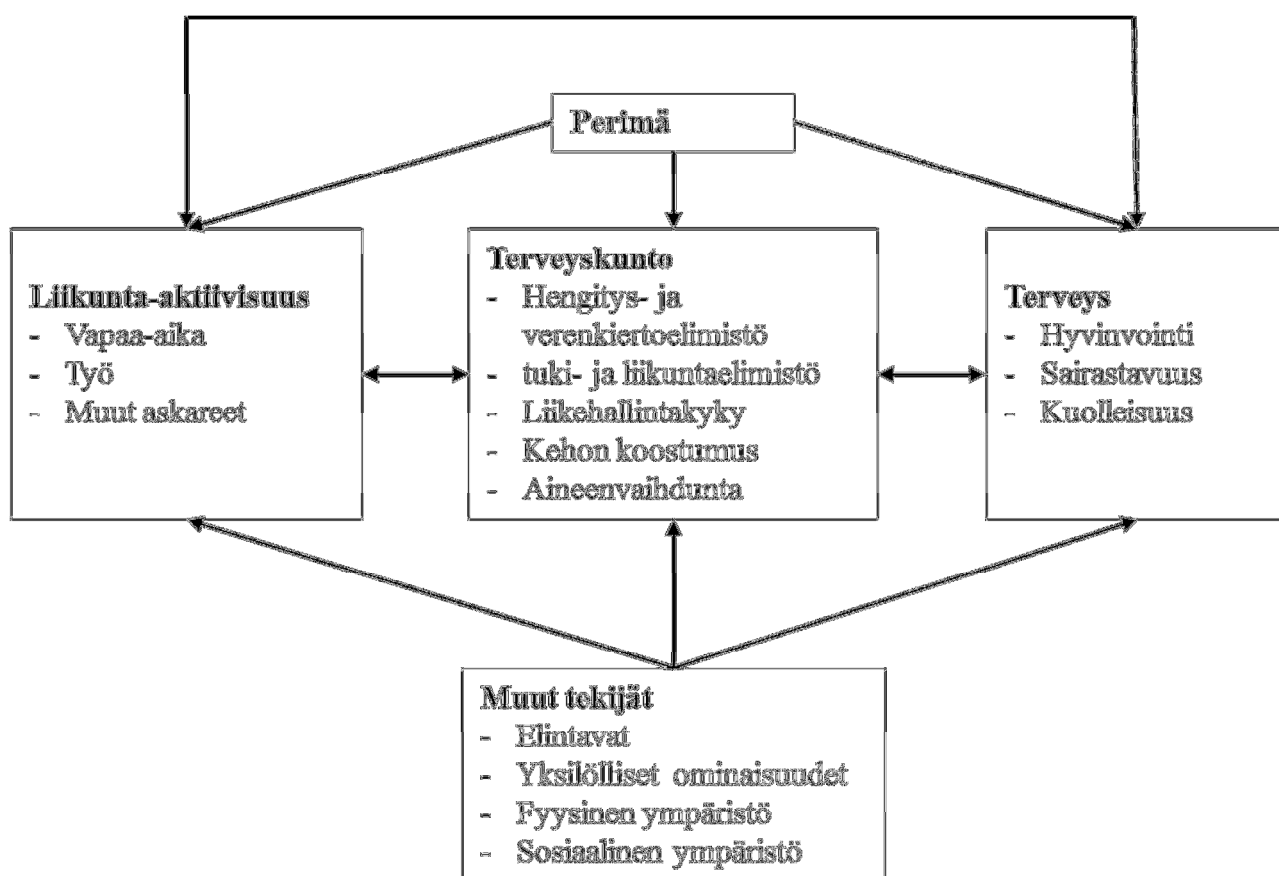 Perimä
Liikunta-aktiivisuus
- Vapaa-aika
- Työ
- Muut askareet
Terveyskunto
- Hengitys- ja
verenkiertoelimistö
- tuki- ja liikuntaelimistö
- Liikehallintakyky
- Kehon koostumus
- Aineenvaihdunta
Terveys
- Hyvinvointi
- Sairastavuus
- Kuolleisuus
Muut tekijät
- Elintavat
- Yksilölliset ominaisuudet
- Fyysinen ympäristö
- Sosiaalinen ympäristö